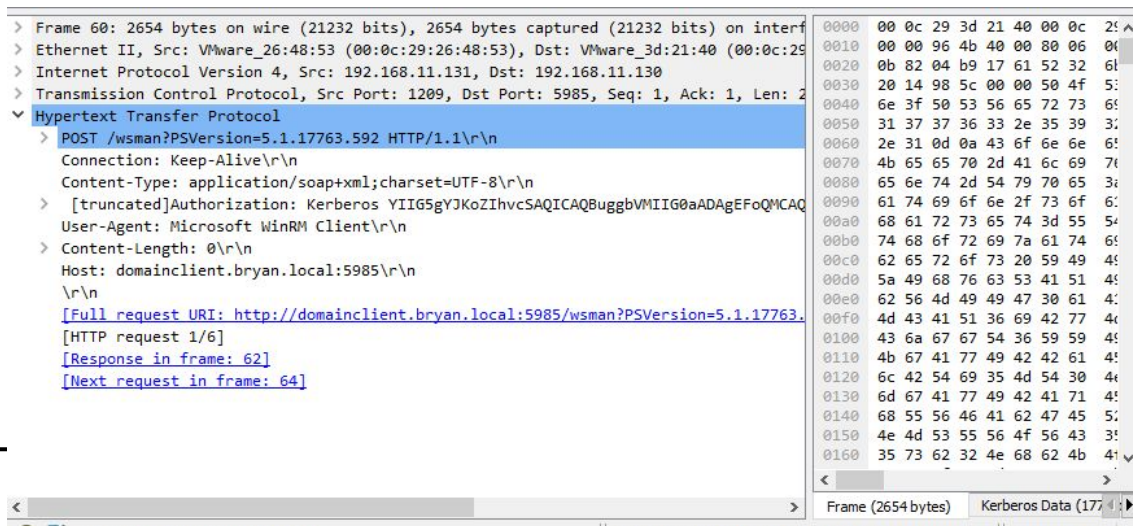 > Frame 60: 2654 bytes on wire (21232 bits), 2654 bytes captured (21232 bits) on interf
> Ethernet II, Src: VMware_26:48:53 (00:0c:29:26:48:53), Dst: VMware_3d:21:40 (00:0c:29
> Internet Protocol Version 4, Src: 192.168.11.131, Dst: 192.168.11.130
> Transmission Control Protocol, Src Port: 1209, Dst Port: 5985, Seq: 1, Ack: 1, Len: 2
Hypertext Transfer Protocol
> POST /wsman?PSVersion=5.1.17763.592 HTTP/1.1\r\n
Connection: Keep-Alive\r\n
Content-Type: application/soap+xml;charset=UTF-8\r\n
> [truncated]Authorization: Kerberos YIIG5gYJKoZIhvcSAQICAQBuggbVMIIG0aADAgEFoQMCAQ
User-Agent: Microsoft WinRM Client\r\n
> Content-Length: 0\r\n
Host: domainclient.bryan.local:5985\r\n
\r\n
[Full request URI: http://domainclient.bryan.local:5985/wsman?PSVersion=5.1.17763.
[HTTP request 1/6]
[Response in frame: 62]
[Next request in frame: 64]
0000 00 0c 29 3d 21 40 00 0c
0010 00 00 96 4b 40 00 80 06
0020 0b 82 04 b9 17 61 52 32
0030 20 14 98 5c 00 00 50 4f
0040 6e 3f 50 53 56 65 72 73
0050 31 37 37 36 33 2e 35 39
0060 2e 31 0d 0a 43 6f 6e 6e
0070 4b 65 65 70 2d 41 6c 69
0080 65 6e 74 2d 54 79 70 65
0090 61 74 69 6f 6e 2f 73 6f
00a0 68 61 72 73 65 74 3d 55
00b0 74 68 6f 72 69 7a 61 74
00c0 62 65 72 6f 73 20 59 49
00d0 5a 49 68 76 63 53 41 51
00e0 62 56 4d 49 49 47 30 61
00f0 4d 43 41 51 36 69 42 77
0100 43 6a 67 67 54 36 59 59
0110 4b 67 41 77 49 42 42 61
0120 6c 42 54 69 35 4d 54 30
0130 6d 67 41 77 49 42 41 71
0140 68 55 56 46 41 62 47 45
0150 4e 4d 53 55 56 4f 56 43
0160 35 73 62 32 4e 68 62 4b
Frame (2654 bytes) Kerberos Data (177